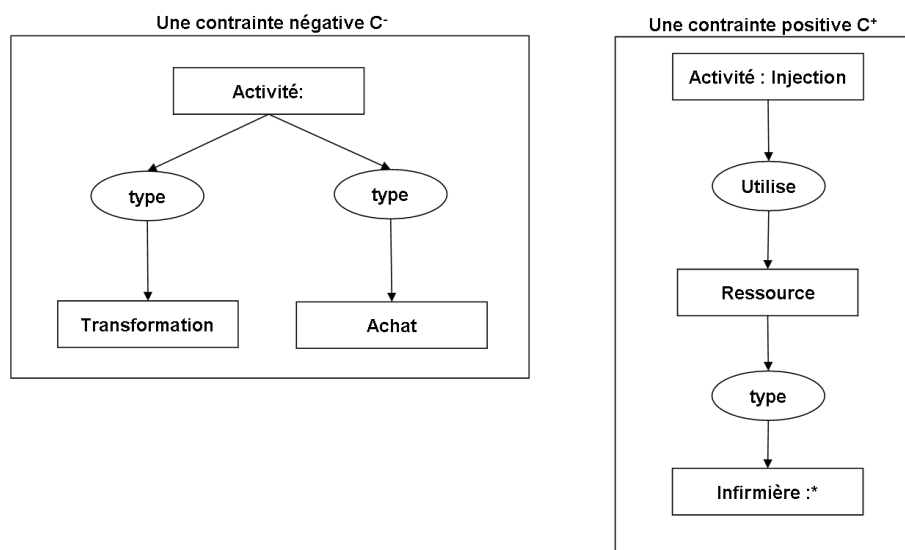 Une contrainte négative C-
Activité:
type
type
Transformation
Achat
Une contrainte positive C+
Activité : Injection
Utilise
Ressource
type
Infirmière :*